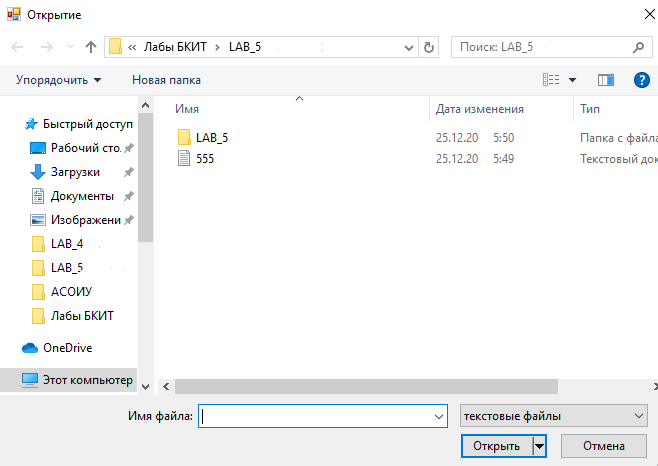 Открытие
« Лабы БКИТ > LAB_5
Поиск: LAB_5
Упорядочить
Новая папка
?
Имя
Дата изменения
Тип
LAB_5
25.12.20 5:50
Папка с файла
555
25.12.20 5:49
Текстовый док
Быстрый доступ
Рабочий сто.
Загрузки
Документы
Изображени
LAB_4
LAB_5
АСОИУ
Лабы БКИТ
OneDrive
Этот компьютер
Имя файла:
текстовые файлы
Открыть
Отмена